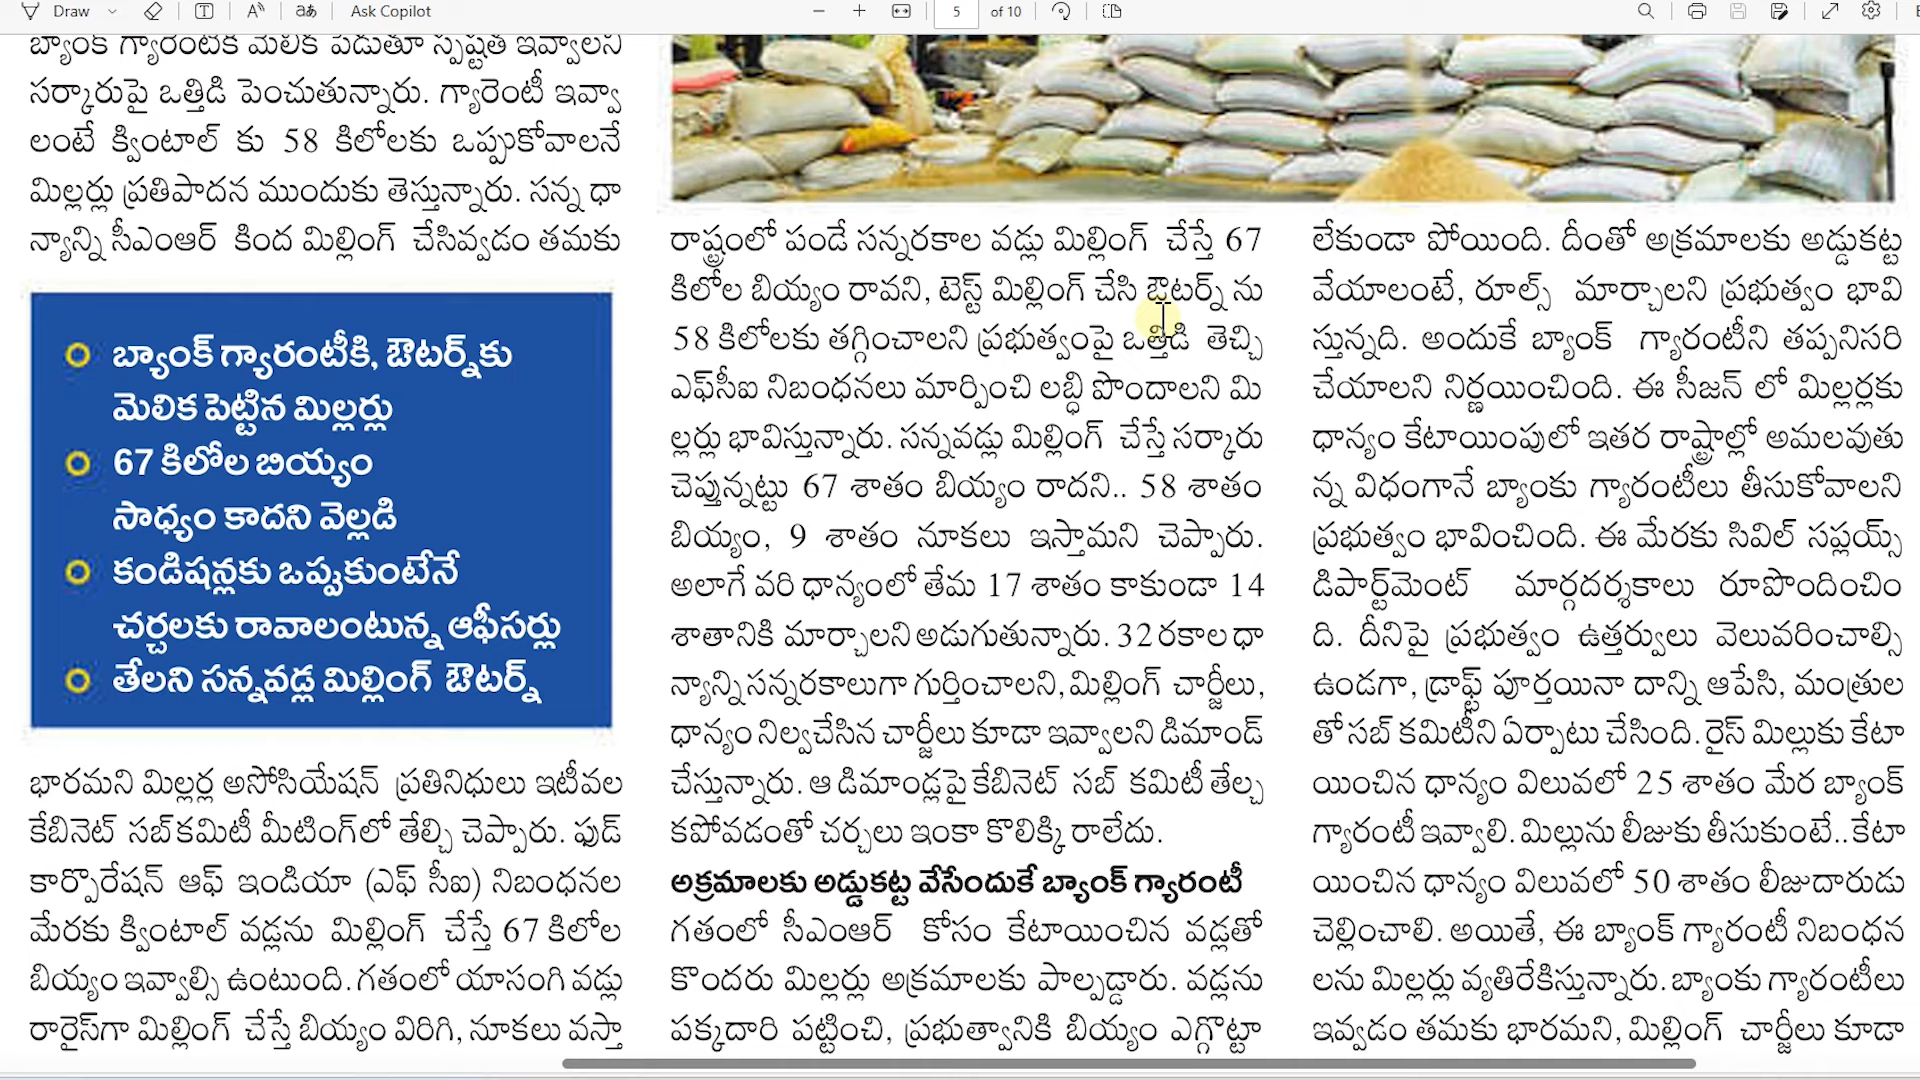 Draw
Ask Copilot
5
of 10
బ్యాంక్ గ్యారంటీకి మెలిక పెడుతూ స్పష్టత ఇవ్వాలని
సర్కారుపై ఒత్తిడి పెంచుతున్నారు. గ్యారెంటీ ఇవ్వా
లంటే క్వింటాల్ కు 58 కిలోలకు ఒప్పుకోవాలనే
మిల్లర్లు ప్రతిపాదన ముందుకు తెస్తున్నారు. సన్న ధా
న్యాన్ని సీఎంఆర్ కింద మిల్లింగ్ చేసివ్వడం తమకు
బ్యాంక్ గ్యారంటీకి, ఔటర్న్‌కు
మెలిక పెట్టిన మిల్లర్లు
67 కిలోల బియ్యం
సాధ్యం కాదని వెల్లడి
కండిషన్లకు ఒప్పుకుంటేనే
చర్చలకు రావాలంటున్న ఆఫీసర్లు
తేలని సన్నవడ్ల మిల్లింగ్ ఔటర్న్
భారమని మిల్లర్ల అసోసియేషన్ ప్రతినిధులు ఇటీవల
కేబినెట్ సబ్‌కమిటీ మీటింగ్‌లో తేల్చి చెప్పారు. ఫుడ్
కార్పొరేషన్ ఆఫ్ ఇండియా (ఎఫ్ సీఐ) నిబంధనల
మేరకు క్వింటాల్ వడ్లను మిల్లింగ్ చేస్తే 67 కిలోల
బియ్యం ఇవ్వాల్సి ఉంటుంది. గతంలో యాసంగి వడ్లు
రారైస్‌గా మిల్లింగ్ చేస్తే బియ్యం విరిగి, నూకలు వస్తా
రాష్ట్రంలో పండే సన్నరకాల వడ్లు మిల్లింగ్ చేస్తే 67
కిలోల బియ్యం రావని, టెస్ట్ మిల్లింగ్ చేసి ఔటర్న్ ను
58 కిలోలకు తగ్గించాలని ప్రభుత్వంపై ఒత్తిడి తెచ్చి
ఎఫ్‌సీఐ నిబంధనలు మార్పించి లబ్ధి పొందాలని మి
ల్లర్లు భావిస్తున్నారు. సన్నవడ్లు మిల్లింగ్ చేస్తే సర్కారు
చెప్తున్నట్టు 67 శాతం బియ్యం రాదని.. 58 శాతం
బియ్యం, 9 శాతం నూకలు ఇస్తామని చెప్పారు.
అలాగే వరి ధాన్యంలో తేమ 17 శాతం కాకుండా 14
శాతానికి మార్చాలని అడుగుతున్నారు. 32 రకాల ధా
న్యాన్ని సన్నరకాలుగా గుర్తించాలని, మిల్లింగ్ చార్జీలు,
ధాన్యం నిల్వచేసిన చార్జీలు కూడా ఇవ్వాలని డిమాండ్
చేస్తున్నారు. ఆ డిమాండ్లపై కేబినెట్ సబ్ కమిటీ తేల్చ
కపోవడంతో చర్చలు ఇంకా కొలిక్కి రాలేదు.
అక్రమాలకు అడ్డుకట్ట వేసేందుకే బ్యాంక్ గ్యారంటీ
గతంలో సీఎంఆర్ కోసం కేటాయించిన వడ్లతో
కొందరు మిల్లర్లు అక్రమాలకు పాల్పడ్డారు. వడ్లను
పక్కదారి పట్టించి, ప్రభుత్వానికి బియ్యం ఎగ్గొట్టా
లేకుండా పోయింది. దీంతో అక్రమాలకు అడ్డుకట్ట
వేయాలంటే, రూల్స్ మార్చాలని ప్రభుత్వం భావి
స్తున్నది. అందుకే బ్యాంక్ గ్యారంటీని తప్పనిసరి
చేయాలని నిర్ణయించింది. ఈ సీజన్ లో మిల్లర్లకు
ధాన్యం కేటాయింపులో ఇతర రాష్ట్రాల్లో అమలవుతు
న్న విధంగానే బ్యాంకు గ్యారంటీలు తీసుకోవాలని
ప్రభుత్వం భావించింది. ఈ మేరకు సివిల్ సప్లయ్స్
డిపార్ట్‌మెంట్ మార్గదర్శకాలు రూపొందించిం
ది. దీనిపై ప్రభుత్వం ఉత్తర్వులు వెలువరించాల్సి
ఉండగా, డ్రాఫ్ట్ పూర్తయినా దాన్ని ఆపేసి, మంత్రుల
తో సబ్ కమిటీని ఏర్పాటు చేసింది. రైస్ మిల్లుకు కేటా
యించిన ధాన్యం విలువలో 25 శాతం మేర బ్యాంక్
గ్యారంటీ ఇవ్వాలి. మిల్లును లీజుకు తీసుకుంటే.. కేటా
యించిన ధాన్యం విలువలో 50 శాతం లీజుదారుడు
చెల్లించాలి. అయితే, ఈ బ్యాంక్ గ్యారంటీ నిబంధన
లను మిల్లర్లు వ్యతిరేకిస్తున్నారు. బ్యాంకు గ్యారంటీలు
ఇవ్వడం తమకు భారమని, మిల్లింగ్ చార్జీలు కూడా